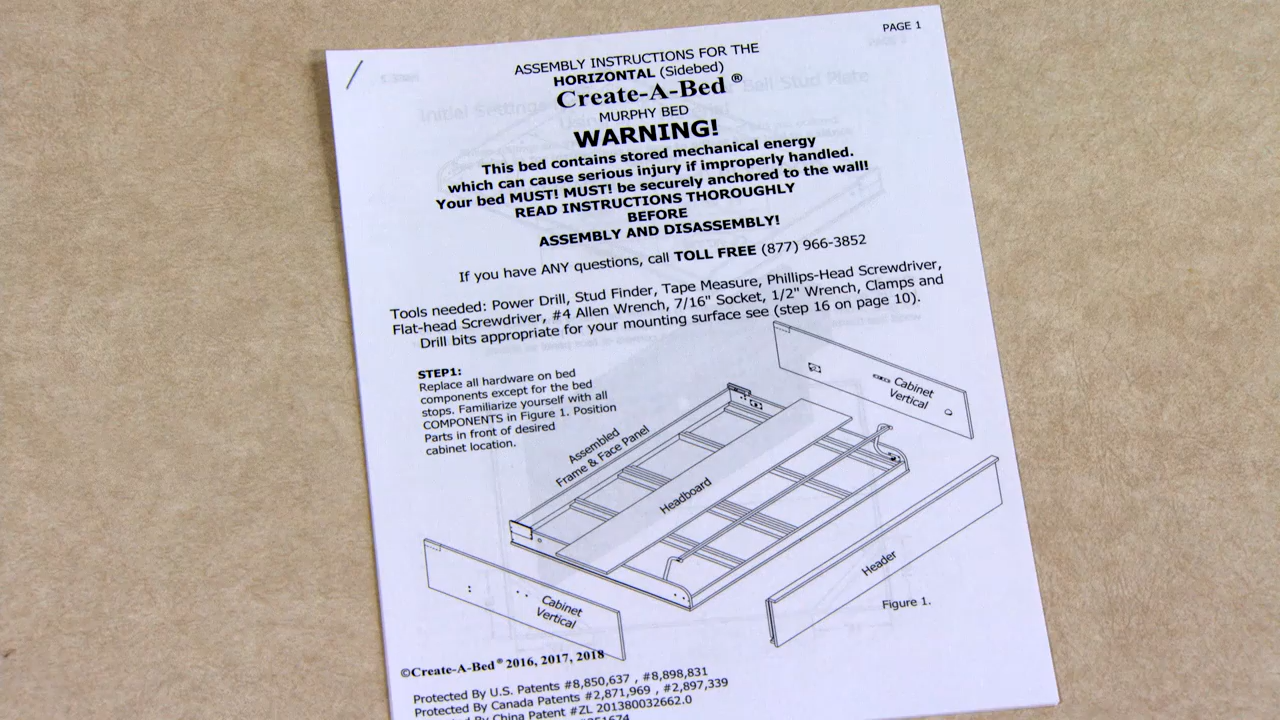 PAGE 1
ASSEMBLY INSTRUCTIONS FOR THE
HORIZONTAL (Sidebed)
Create-A-Bed®
MURPHY BED
WARNING!
This bed contains stored mechanical energy
which can cause serious injury if improperly handled.
Your bed MUST! MUST! be securely anchored to the wall!
READ INSTRUCTIONS THOROUGHLY
BEFORE
ASSEMBLY AND DISASSEMBLY!
If you have ANY questions, call TOLL FREE (877) 966-3852
Tools needed: Power Drill, Stud Finder, Tape Measure, Phillips-Head Screwdriver,
Flat-head Screwdriver, #4 Allen Wrench, 7/16" Socket, 1/2" Wrench, Clamps and
Drill bits appropriate for your mounting surface see (step 16 on page 10).
STEP1:
Replace all hardware on bed
components except for the bed
stops. Familiarize yourself with all
COMPONENTS in Figure 1. Position
Parts in front of desired
cabinet location.
Cabinet
Vertical
Assembled
Frame & Face Panel
Headboard
Header
Cabinet
Vertical
Figure 1.
©Create-A-Bed® 2016, 2017, 2018
Protected By U.S. Patents #8,850,637 , #8,898,831
Protected By Canada Patents #2,871,969 , #2,897,339
Protected By China Patent #ZL 201380032662.0